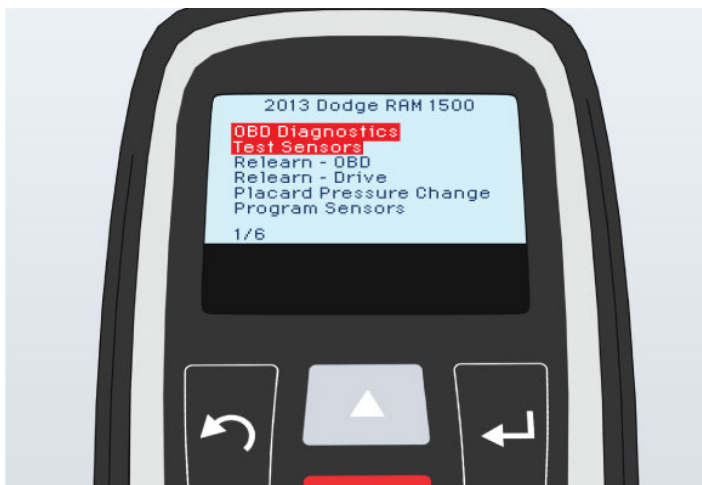 2013 Dodge RAM 1500
OBD Diagnostics
Test Sensors
Relearn - OBD
Relearn - Drive
Placard Pressure Change
Program Sensors
1/6